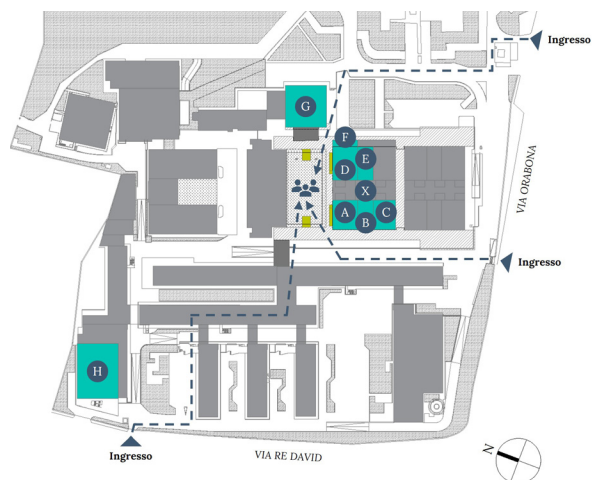 Ingresso
G
F
E
D
X
A
C
B
VIA ORABONA
Ingresso
H
Ingresso
VIA RE DAVID
N